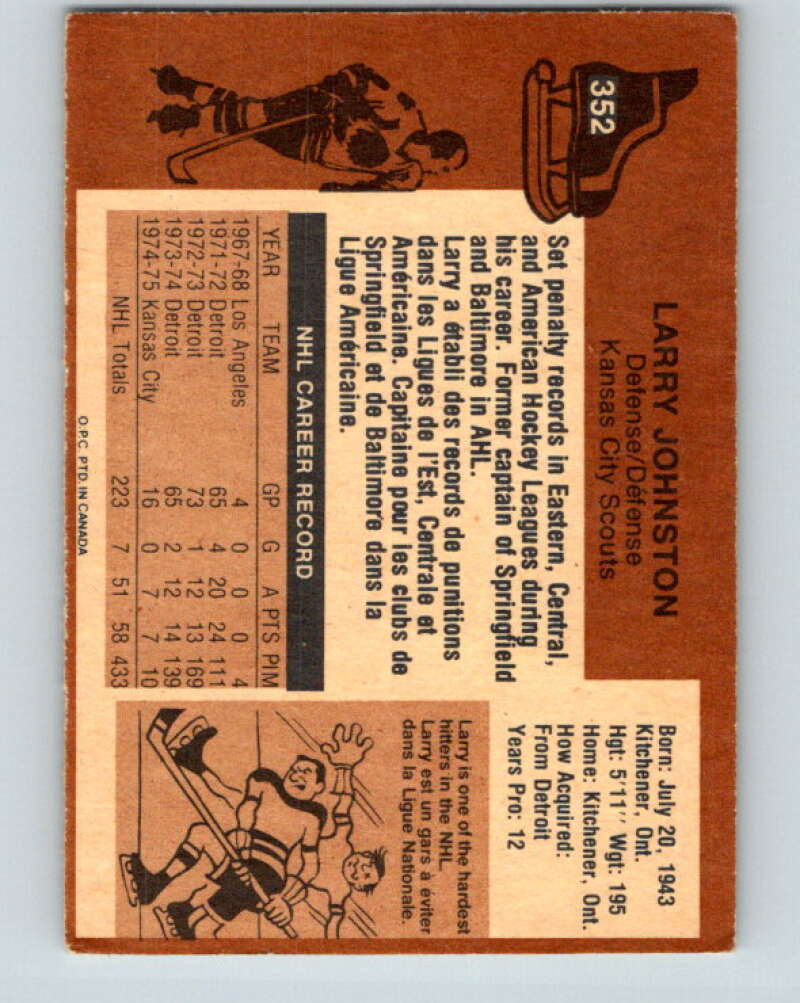 352
LARRY JOHNSTON
Defense/Défense
Kansas City Scouts
Set penalty records in Eastern, Central,
and American Hockey Leagues during
his career. Former captain of Springfield
and Baltimore in AHL.
Larry a établi des records de punitions
dans les Ligues de l'Est, Centrale et
Américaine. Capitaine pour les clubs de
Springfield et de Baltimore dans la
Ligue Américaine.
NHL CAREER RECORD
YEAR TEAM GP G A PTS PIM
1967-68 Los Angeles 4 0 0 0 4
1971-72 Detroit 65 4 20 24 111
1972-73 Detroit 73 1 12 13 169
1973-74 Detroit 65 2 12 14 139
1974-75 Kansas City 16 0 7 7 10
NHL Totals 223 7 51 58 433
O.P.C. PTD. IN CANADA
Born: July 20, 1943
Kitchener, Ont.
Hgt: 5'11" Wgt: 195
Home: Kitchener, Ont.
How Acquired:
From Detroit
Years Pro: 12
Larry is one of the hardest
hitters in the NHL.
Larry est un gars à éviter
dans la Ligue Nationale.